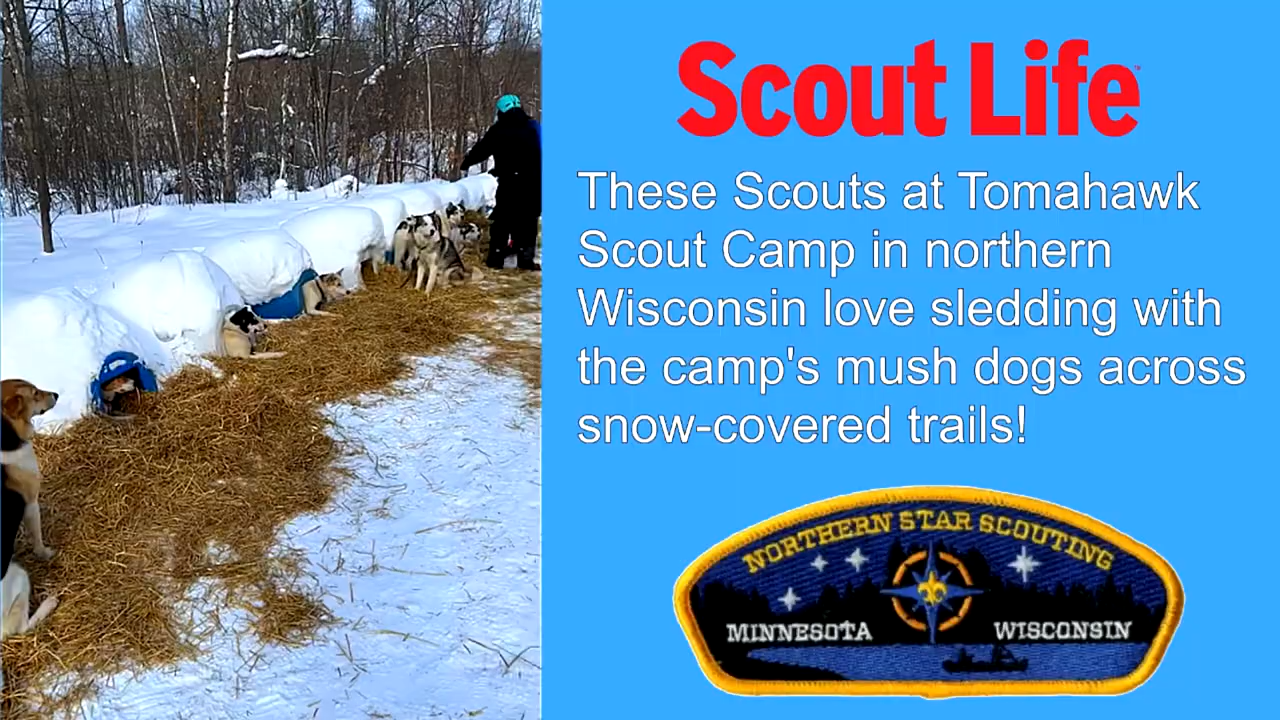 Scout Life
These Scouts at Tomahawk
Scout Camp in northern
Wisconsin love sledding with
the camp's mush dogs across
snow-covered trails!
NORTHERN STAR SCOUTING
MINNESOTA WISCONSIN